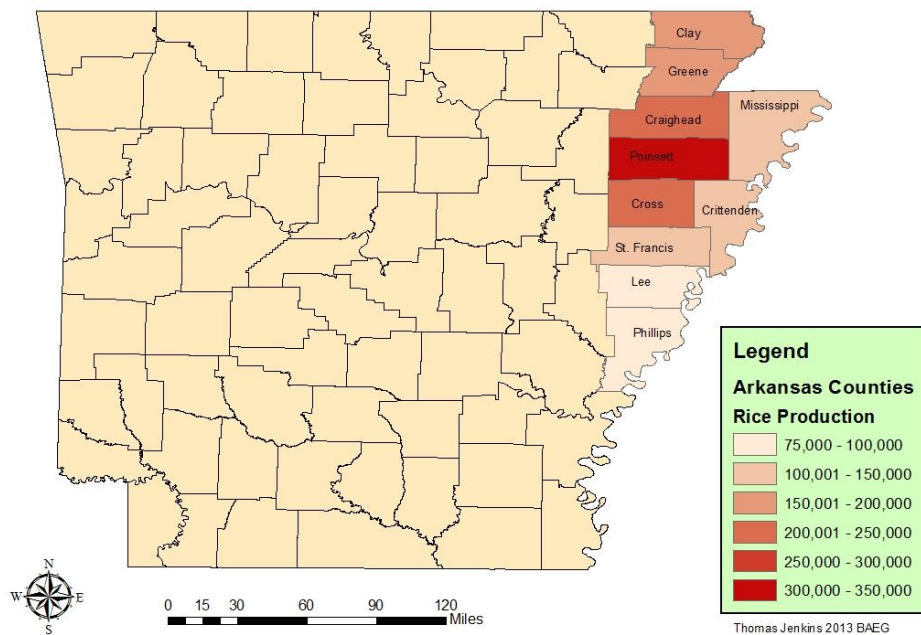 Clay
Greene
Mississippi
Craighead
Poinsett
Cross
Crittenden
St. Francis
Lee
Phillips
Legend
Arkansas Counties
Rice Production
75,000 - 100,000
100,001 - 150,000
150,001 - 200,000
200,001 - 250,000
250,000 - 300,000
300,000 - 350,000
N
W E
S
0 15 30 60 90 120
Miles
Thomas Jenkins 2013 BAEG